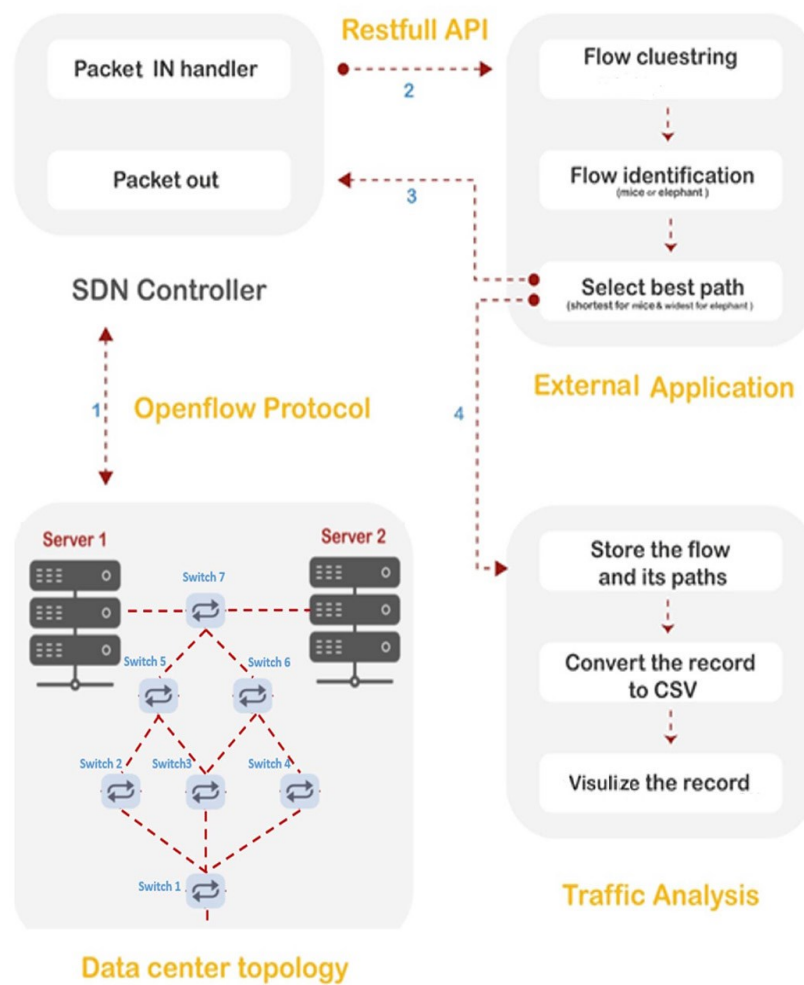 Restfull API
Packet IN handler
Packet out
SDN Controller
2
3
Flow cluestring
Flow identification
(mice or elephant )
Select best path
(shortest for mice & widest for elephant )
External Application
1
Openflow Protocol
4
Server 1
Server 2
Switch 7
Switch 5
Switch 6
Switch 2
Switch3
Switch 4
Switch 1
Data center topology
Store the flow
and its paths
Convert the record
to CSV
Visulize the record
Traffic Analysis